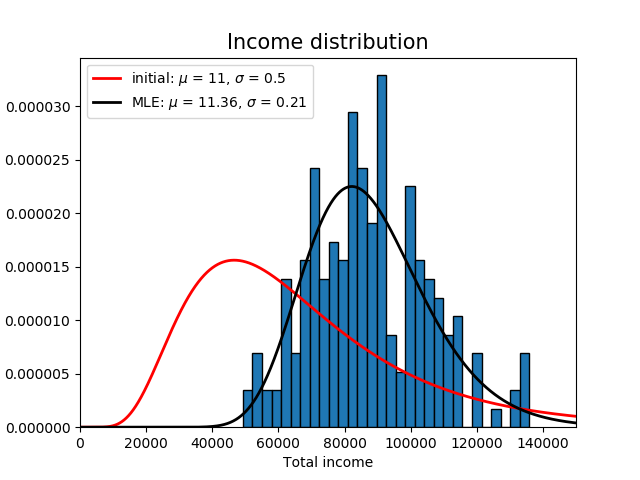 Income distribution
initial: μ = 11, σ = 0.5
MLE: μ = 11.36, σ = 0.21
0.000030
0.000025
0.000020
0.000015
0.000010
0.000005
0.000000
0 20000 40000 60000 80000 100000 120000 140000
Total income